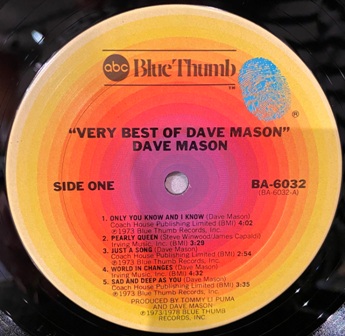 abc Blue Thumb
TM
®
"VERY BEST OF DAVE MASON"
DAVE MASON
SIDE ONE
BA-6032
(BA-6032-A)
1. ONLY YOU KNOW AND I KNOW (Dave Mason)
Coach House Publishing Limited (BMI) 4:02
℗1973 Blue Thumb Records, Inc.
2. PEARLY QUEEN (Steve Winwood/James Capaldi)
Irving Music, Inc. (BMI) 3:29
3. JUST A SONG (Dave Mason)
Coach House Publishing Limited (BMI) 2:54
4. WORLD IN CHANGES (Dave Mason)
Irving Music, Inc. (BMI) 4:32
5. SAD AND DEEP AS YOU (Dave Mason)
Coach House Publishing Limited (BMI) 3:35
℗1973 Blue Thumb Records, Inc.
PRODUCED BY TOMMY LI PUMA
AND DAVE MASON
℗1973/1978 BLUE THUMB
RECORDS, INC.